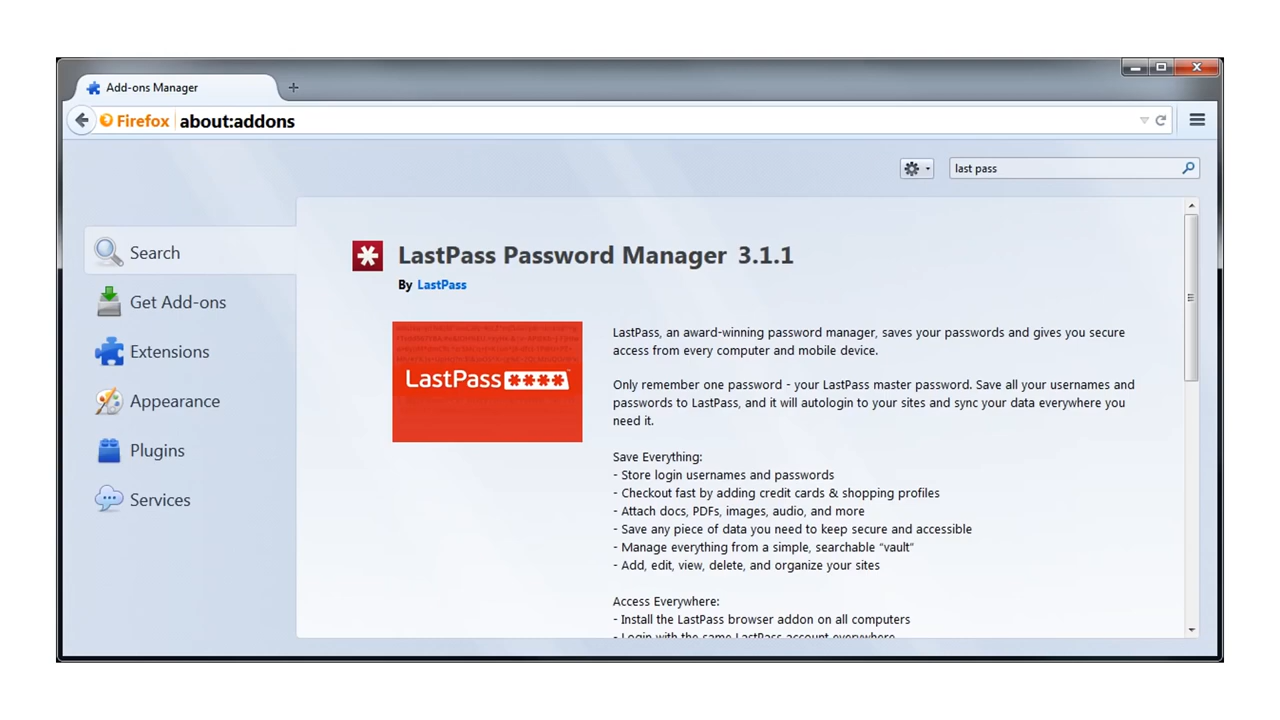 Add-ons Manager
Firefox about:addons
last pass
Search
Get Add-ons
Extensions
Appearance
Plugins
Services
LastPass Password Manager 3.1.1
By LastPass
LastPass ****
LastPass, an award-winning password manager, saves your passwords and gives you secure
access from every computer and mobile device.
Only remember one password - your LastPass master password. Save all your usernames and
passwords to LastPass, and it will autologin to your sites and sync your data everywhere you
need it.
Save Everything:
- Store login usernames and passwords
- Checkout fast by adding credit cards & shopping profiles
- Attach docs, PDFs, images, audio, and more
- Save any piece of data you need to keep secure and accessible
- Manage everything from a simple, searchable “vault”
- Add, edit, view, delete, and organize your sites
Access Everywhere:
- Install the LastPass browser addon on all computers
- Login with the same LastPass account everywhere